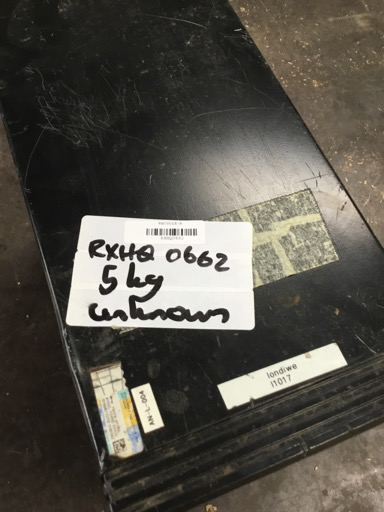 RXHQ 0662
5 kg
unknown
AN-L-004
londiwe
I1017